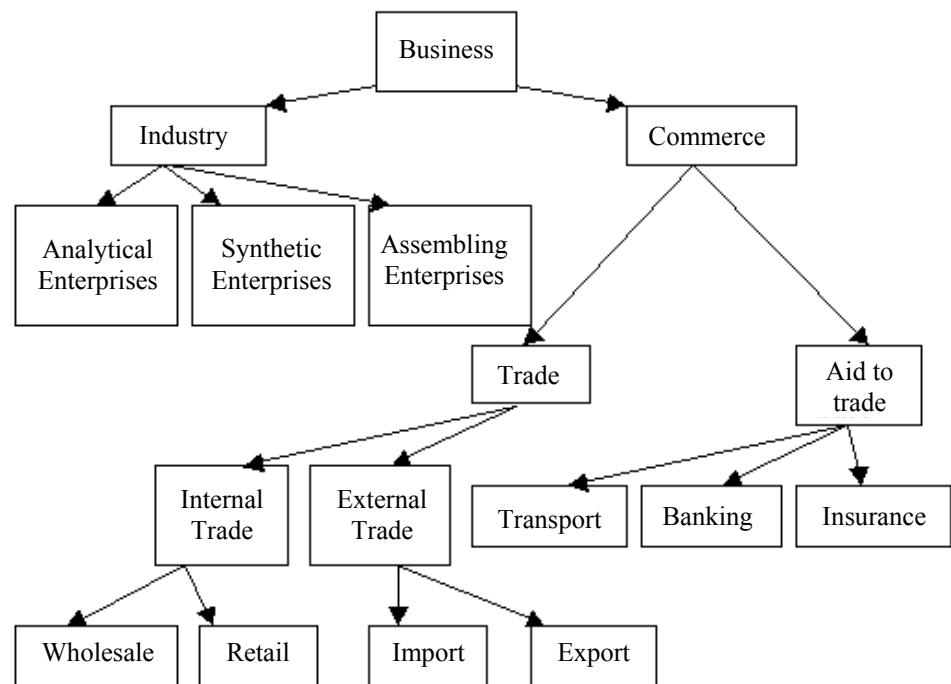 Business
Industry
Commerce
Analytical
Enterprises
Synthetic
Enterprises
Assembling
Enterprises
Trade
Aid to
trade
Internal
Trade
External
Trade
Transport
Banking
Insurance
Wholesale
Retail
Import
Export